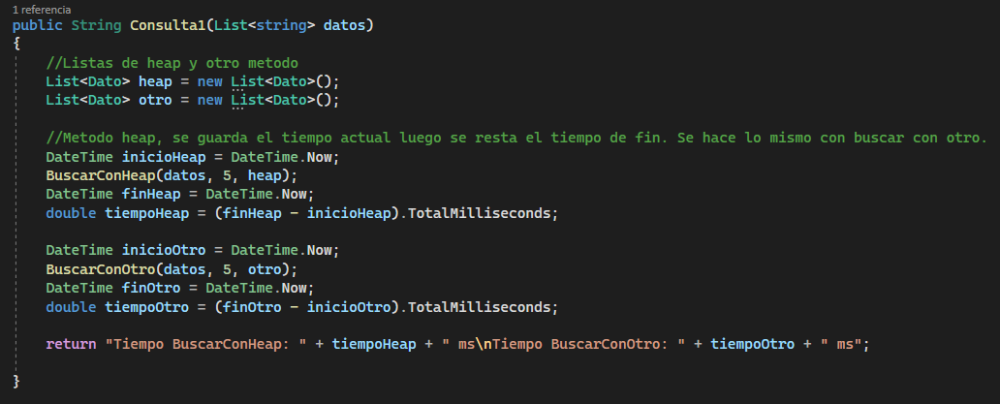 1 referencia
public String Consulta1(List<string> datos)
{
//Listas de heap y otro metodo
List<Dato> heap = new List<Dato>();
List<Dato> otro = new List<Dato>();
//Metodo heap, se guarda el tiempo actual luego se resta el tiempo de fin. Se hace lo mismo con buscar con otro.
DateTime inicioHeap = DateTime.Now;
BuscarConHeap(datos, 5, heap);
DateTime finHeap = DateTime.Now;
double tiempoHeap = (finHeap - inicioHeap).TotalMilliseconds;
DateTime inicioOtro = DateTime.Now;
BuscarConOtro(datos, 5, otro);
DateTime finOtro = DateTime.Now;
double tiempoOtro = (finOtro - inicioOtro).TotalMilliseconds;
return "Tiempo BuscarConHeap: " + tiempoHeap + " ms\nTiempo BuscarConOtro: " + tiempoOtro + " ms";
}